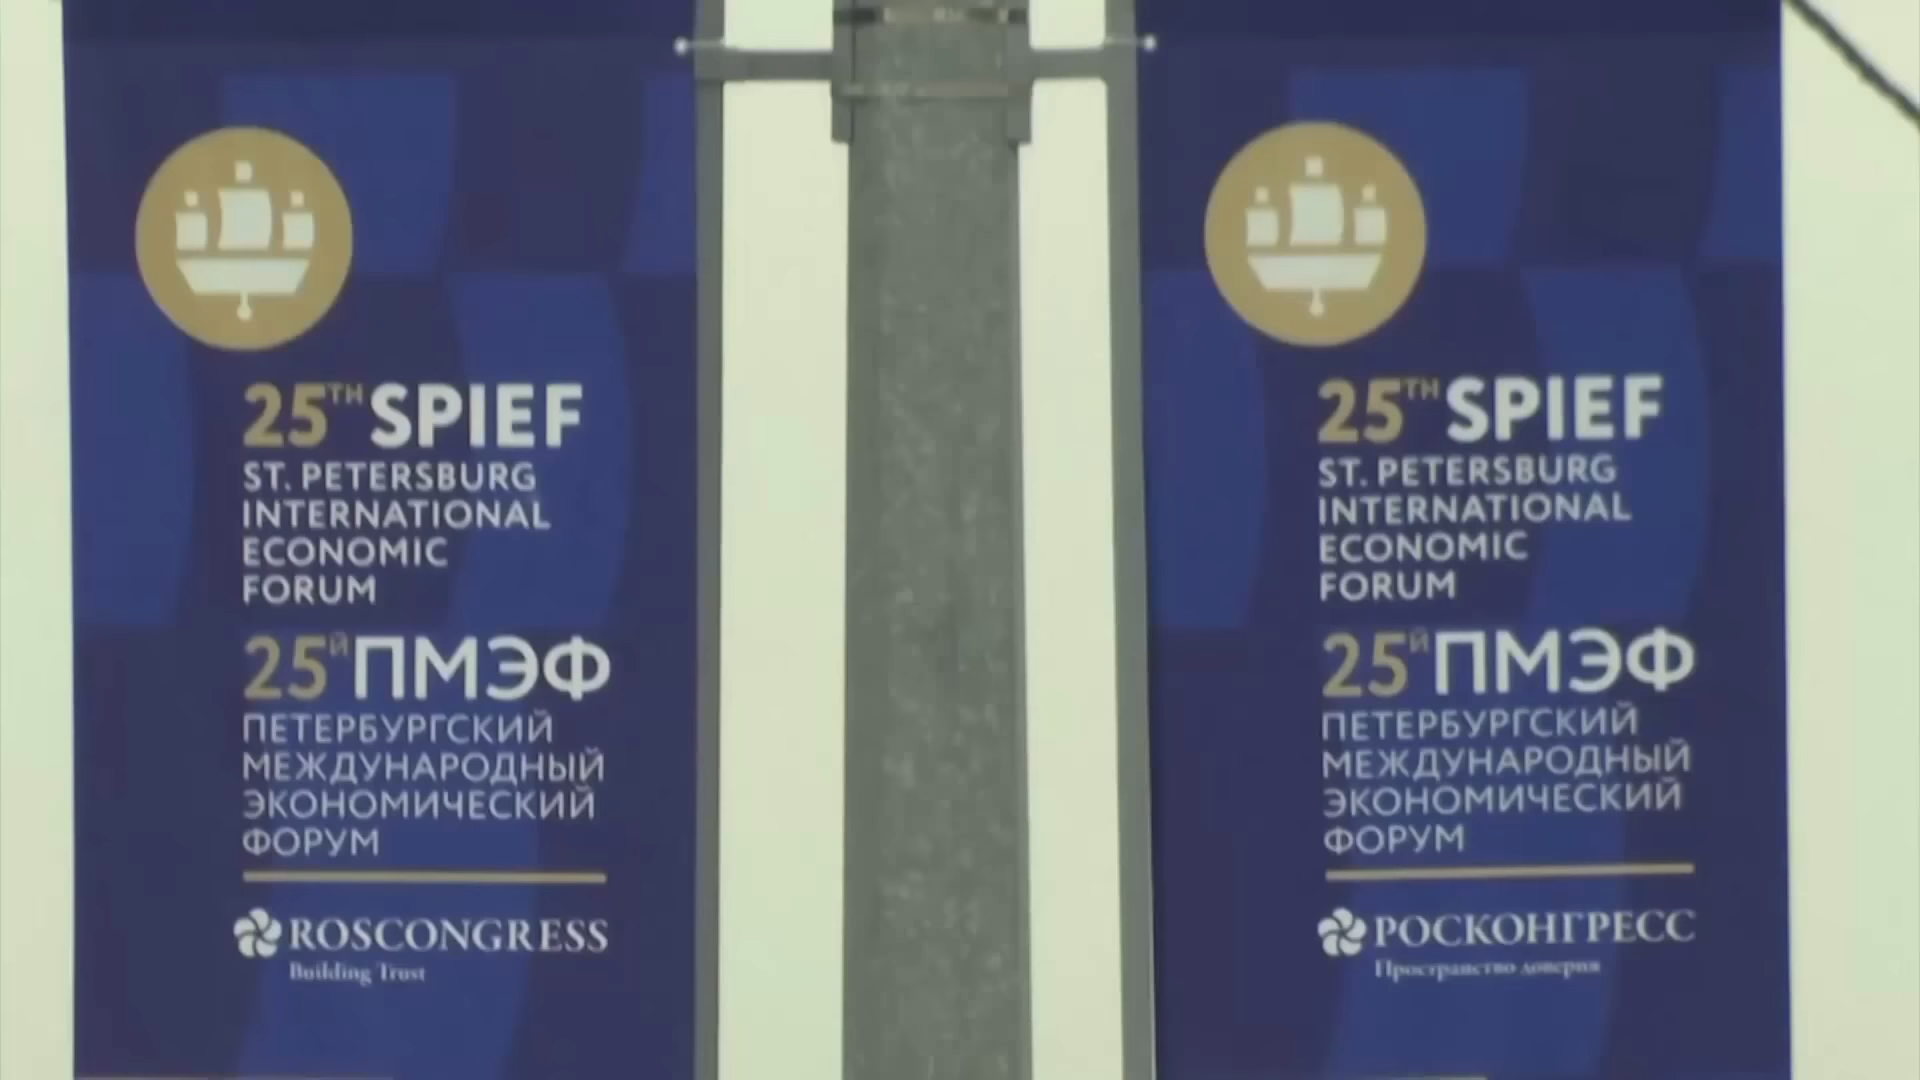 25TH SPIEF
ST. PETERSBURG
INTERNATIONAL
ECONOMIC
FORUM
25Й ПМЭФ
ПЕТЕРБУРГСКИЙ
МЕЖДУНАРОДНЫЙ
ЭКОНОМИЧЕСКИЙ
ФОРУМ
ROSCONGRESS
Building Trust
25TH SPIEF
ST. PETERSBURG
INTERNATIONAL
ECONOMIC
FORUM
25Й ПМЭФ
ПЕТЕРБУРГСКИЙ
МЕЖДУНАРОДНЫЙ
ЭКОНОМИЧЕСКИЙ
ФОРУМ
РОСКОНГРЕСС
Пространство доверия